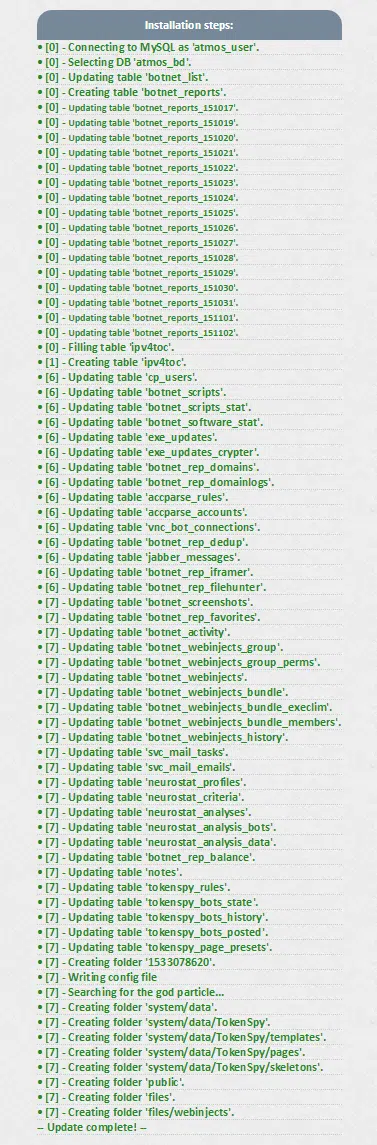 Installation steps:
• [0] - Connecting to MySQL as 'atmos_user'.
• [0] - Selecting DB 'atmos_bd'.
• [0] - Updating table 'botnet_list'.
• [0] - Creating table 'botnet_reports'.
• [0] - Updating table 'botnet_reports_151017'.
• [0] - Updating table 'botnet_reports_151019'.
• [0] - Updating table 'botnet_reports_151020'.
• [0] - Updating table 'botnet_reports_151021'.
• [0] - Updating table 'botnet_reports_151022'.
• [0] - Updating table 'botnet_reports_151023'.
• [0] - Updating table 'botnet_reports_151024'.
• [0] - Updating table 'botnet_reports_151025'.
• [0] - Updating table 'botnet_reports_151026'.
• [0] - Updating table 'botnet_reports_151027'.
• [0] - Updating table 'botnet_reports_151028'.
• [0] - Updating table 'botnet_reports_151029'.
• [0] - Updating table 'botnet_reports_151030'.
• [0] - Updating table 'botnet_reports_151031'.
• [0] - Updating table 'botnet_reports_151101'.
• [0] - Updating table 'botnet_reports_151102'.
• [0] - Filling table 'ipv4toc'.
• [1] - Creating table 'ipv4toc'.
• [6] - Updating table 'cp_users'.
• [6] - Updating table 'botnet_scripts'.
• [6] - Updating table 'botnet_scripts_stat'.
• [6] - Updating table 'botnet_software_stat'.
• [6] - Updating table 'exe_updates'.
• [6] - Updating table 'exe_updates_crypter'.
• [6] - Updating table 'botnet_rep_domains'.
• [6] - Updating table 'botnet_rep_domainlogs'.
• [6] - Updating table 'accparse_rules'.
• [6] - Updating table 'accparse_accounts'.
• [6] - Updating table 'vnc_bot_connections'.
• [6] - Updating table 'botnet_rep_dedup'.
• [6] - Updating table 'jabber_messages'.
• [6] - Updating table 'botnet_rep_iframer'.
• [6] - Updating table 'botnet_rep_filehunter'.
• [7] - Updating table 'botnet_screenshots'.
• [7] - Updating table 'botnet_rep_favorites'.
• [7] - Updating table 'botnet_activity'.
• [7] - Updating table 'botnet_webinjects_group'.
• [7] - Updating table 'botnet_webinjects_group_perms'.
• [7] - Updating table 'botnet_webinjects'.
• [7] - Updating table 'botnet_webinjects_bundle'.
• [7] - Updating table 'botnet_webinjects_bundle_execlim'.
• [7] - Updating table 'botnet_webinjects_bundle_members'.
• [7] - Updating table 'botnet_webinjects_history'.
• [7] - Updating table 'svc_mail_tasks'.
• [7] - Updating table 'svc_mail_emails'.
• [7] - Updating table 'neurostat_profiles'.
• [7] - Updating table 'neurostat_criteria'.
• [7] - Updating table 'neurostat_analyses'.
• [7] - Updating table 'neurostat_analysis_bots'.
• [7] - Updating table 'neurostat_analysis_data'.
• [7] - Updating table 'botnet_rep_balance'.
• [7] - Updating table 'notes'.
• [7] - Updating table 'tokenspy_rules'.
• [7] - Updating table 'tokenspy_bots_state'.
• [7] - Updating table 'tokenspy_bots_history'.
• [7] - Updating table 'tokenspy_bots_posted'.
• [7] - Updating table 'tokenspy_page_presets'.
• [7] - Creating folder '1533078620'.
• [7] - Writing config file
• [7] - Searching for the god particle...
• [7] - Creating folder 'system/data'.
• [7] - Creating folder 'system/data/TokenSpy'.
• [7] - Creating folder 'system/data/TokenSpy/templates'.
• [7] - Creating folder 'system/data/TokenSpy/pages'.
• [7] - Creating folder 'system/data/TokenSpy/skeletons'.
• [7] - Creating folder 'public'.
• [7] - Creating folder 'files'.
• [7] - Creating folder 'files/webinjects'.
-- Update complete! --